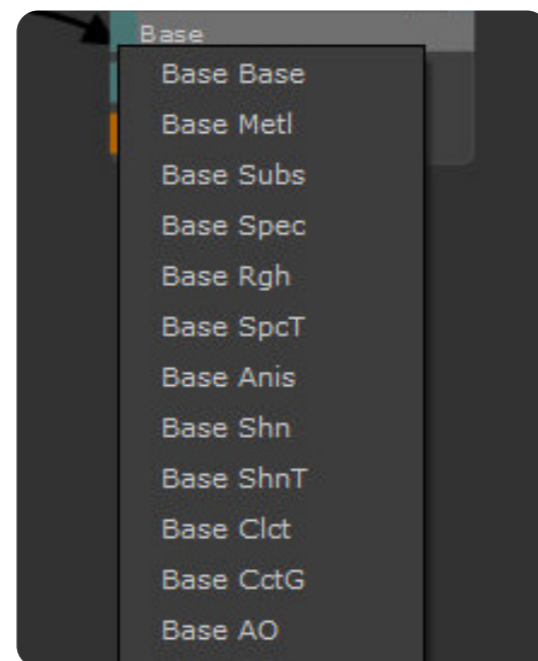 Base
Base Base
Base Metl
Base Subs
Base Spec
Base Rgh
Base SpcT
Base Anis
Base Shn
Base ShnT
Base Clct
Base CctG
Base AO